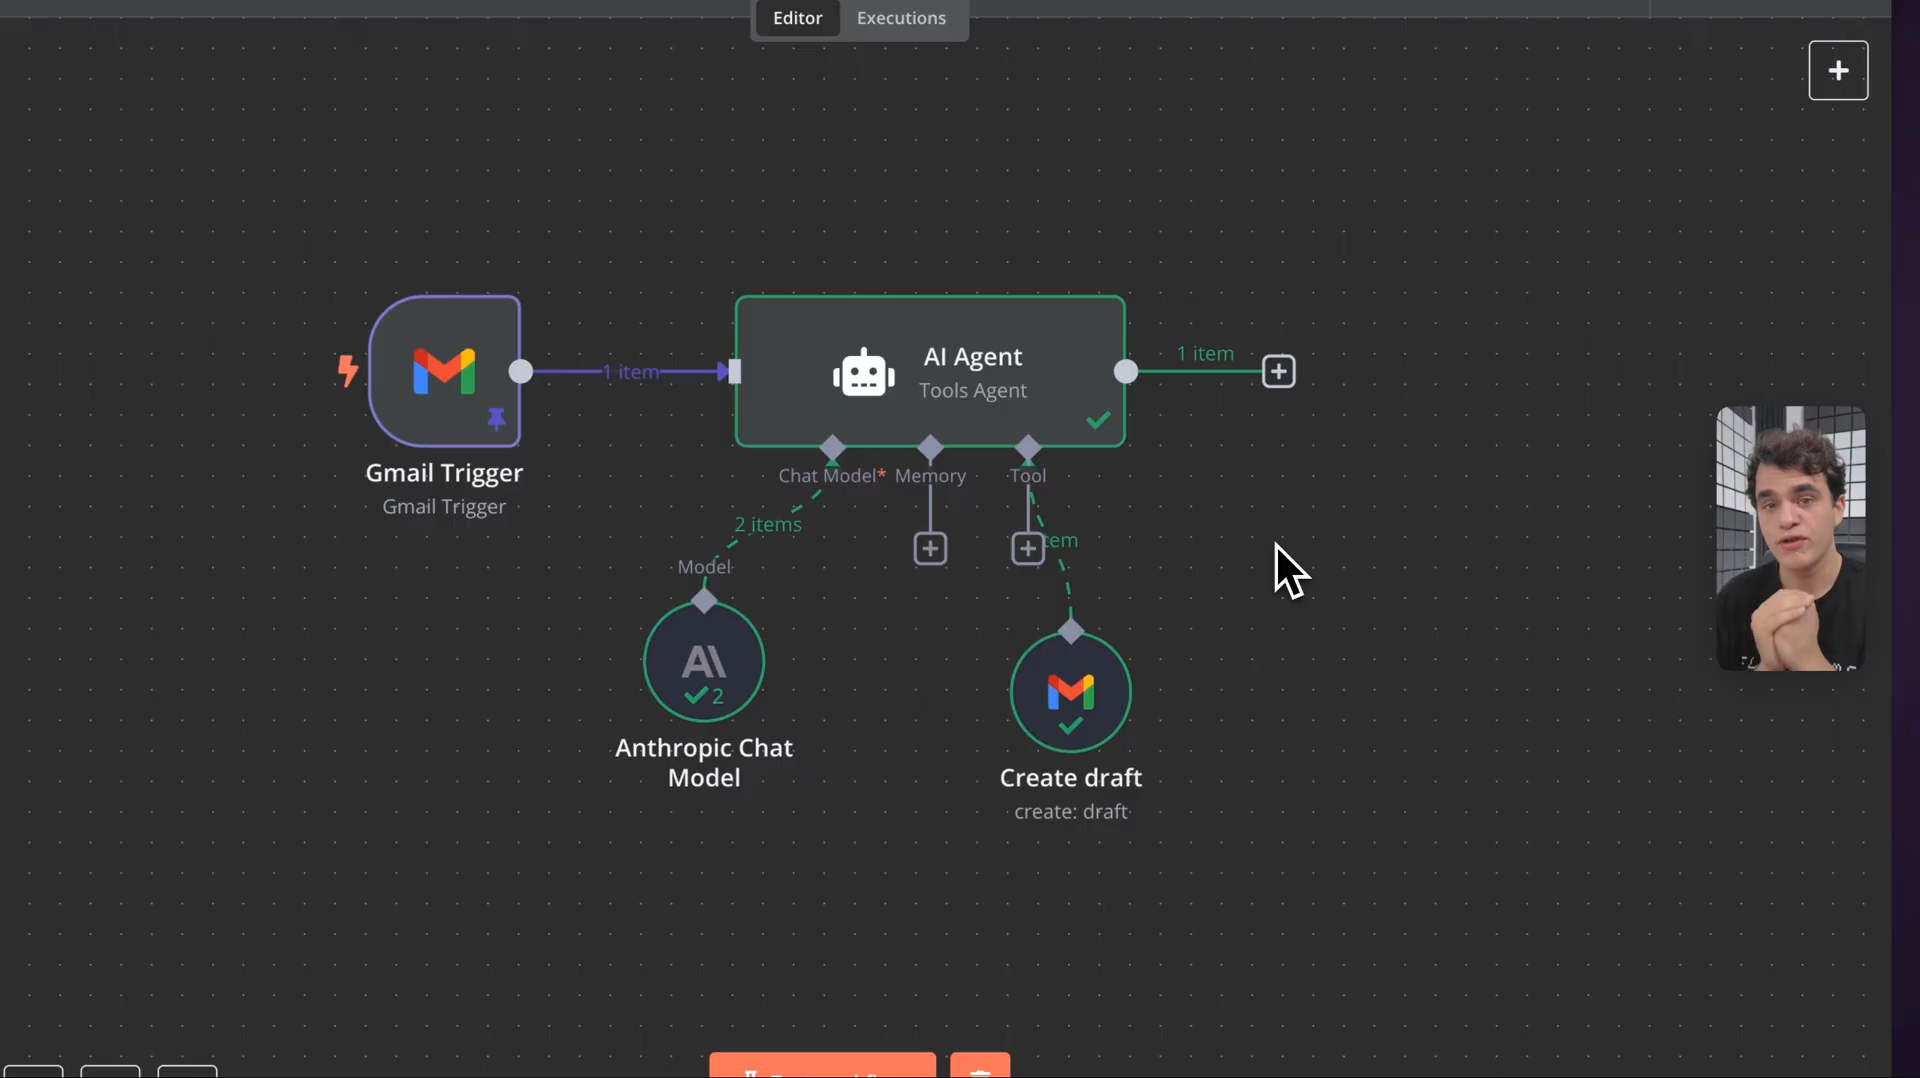 Editor Executions
1 item
AI Agent
Tools Agent
1 item
Gmail Trigger
Gmail Trigger
Chat Model* Memory Tool
2 items
Model
2
Anthropic Chat
Model
Create draft
create: draft